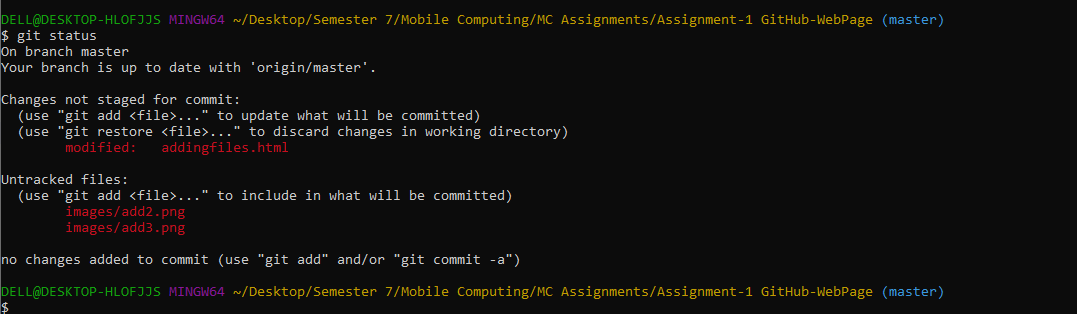 DELL@DESKTOP-HLOFJJS MINGW64 ~/Desktop/Semester 7/Mobile Computing/MC Assignments/Assignment-1 GitHub-WebPage (master)
$ git status
On branch master
Your branch is up to date with 'origin/master'.
Changes not staged for commit:
(use "git add <file>..." to update what will be committed)
(use "git restore <file>..." to discard changes in working directory)
modified: addingfiles.html
Untracked files:
(use "git add <file>..." to include in what will be committed)
images/add2.png
images/add3.png
no changes added to commit (use "git add" and/or "git commit -a")
DELL@DESKTOP-HLOFJJS MINGW64 ~/Desktop/Semester 7/Mobile Computing/MC Assignments/Assignment-1 GitHub-WebPage (master)
$